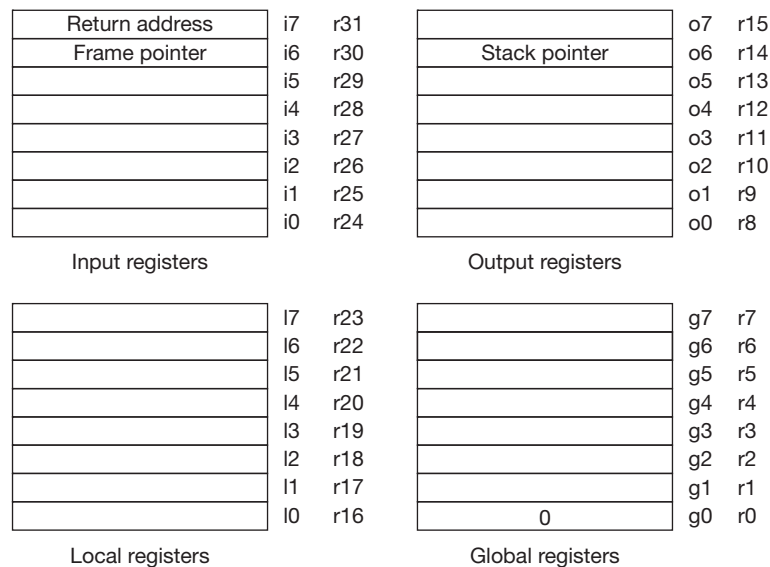 Return address i7 r31
Frame pointer i6 r30
i5 r29
i4 r28
i3 r27
i2 r26
i1 r25
i0 r24
Input registers
o7 r15
Stack pointer o6 r14
o5 r13
o4 r12
o3 r11
o2 r10
o1 r9
o0 r8
Output registers
l7 r23
l6 r22
l5 r21
l4 r20
l3 r19
l2 r18
l1 r17
l0 r16
Local registers
g7 r7
g6 r6
g5 r5
g4 r4
g3 r3
g2 r2
g1 r1
0 g0 r0
Global registers